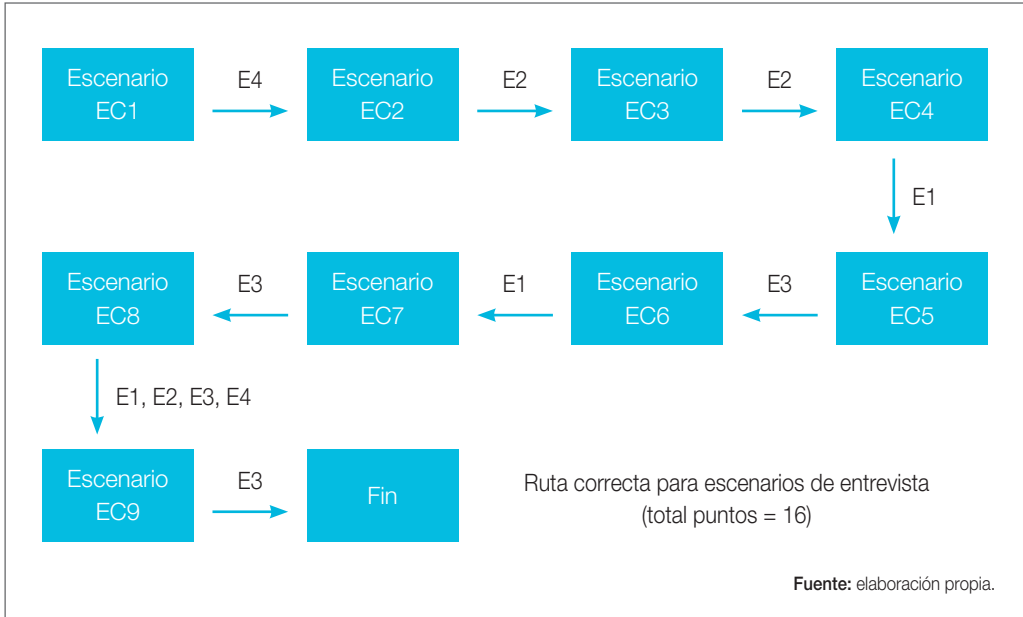 Escenario
EC1
E4
Escenario
EC2
E2
Escenario
EC3
E2
Escenario
EC4
E1
Escenario
EC5
E3
Escenario
EC6
E1
Escenario
EC7
E3
Escenario
EC8
E1, E2, E3, E4
Escenario
EC9
E3
Fin
Ruta correcta para escenarios de entrevista
(total puntos = 16)
Fuente: elaboración propia.